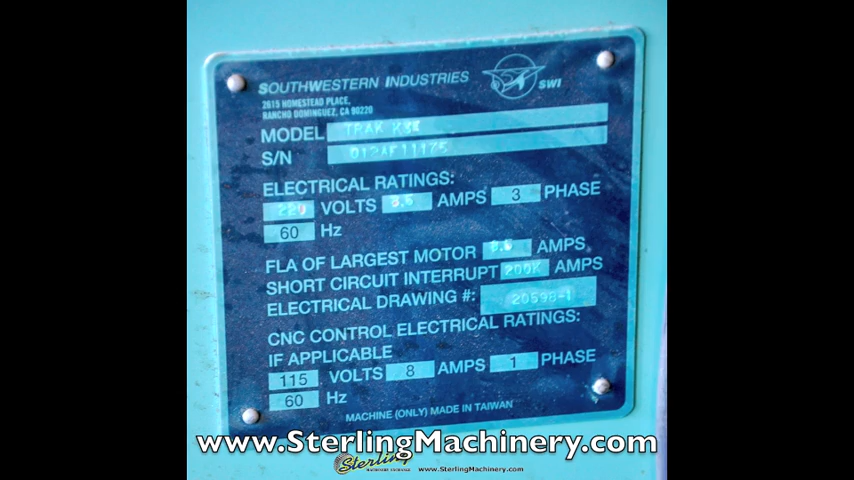 SOUTHWESTERN INDUSTRIES
SWI
2615 HOMESTEAD PLACE,
RANCHO DOMINGUEZ, CA 90220
MODEL TRAK
S/N 012AF11175
ELECTRICAL RATINGS:
220 VOLTS AMPS 3 PHASE
60 Hz
FLA OF LARGEST MOTOR AMPS
SHORT CIRCUIT INTERRUPT 200K AMPS
ELECTRICAL DRAWING #: 20598-1
CNC CONTROL ELECTRICAL RATINGS:
IF APPLICABLE
115 VOLTS 8 AMPS 1 PHASE
60 Hz
MACHINE (ONLY) MADE IN TAIWAN
www.SterlingMachinery.com
Sterling www.SterlingMachinery.com